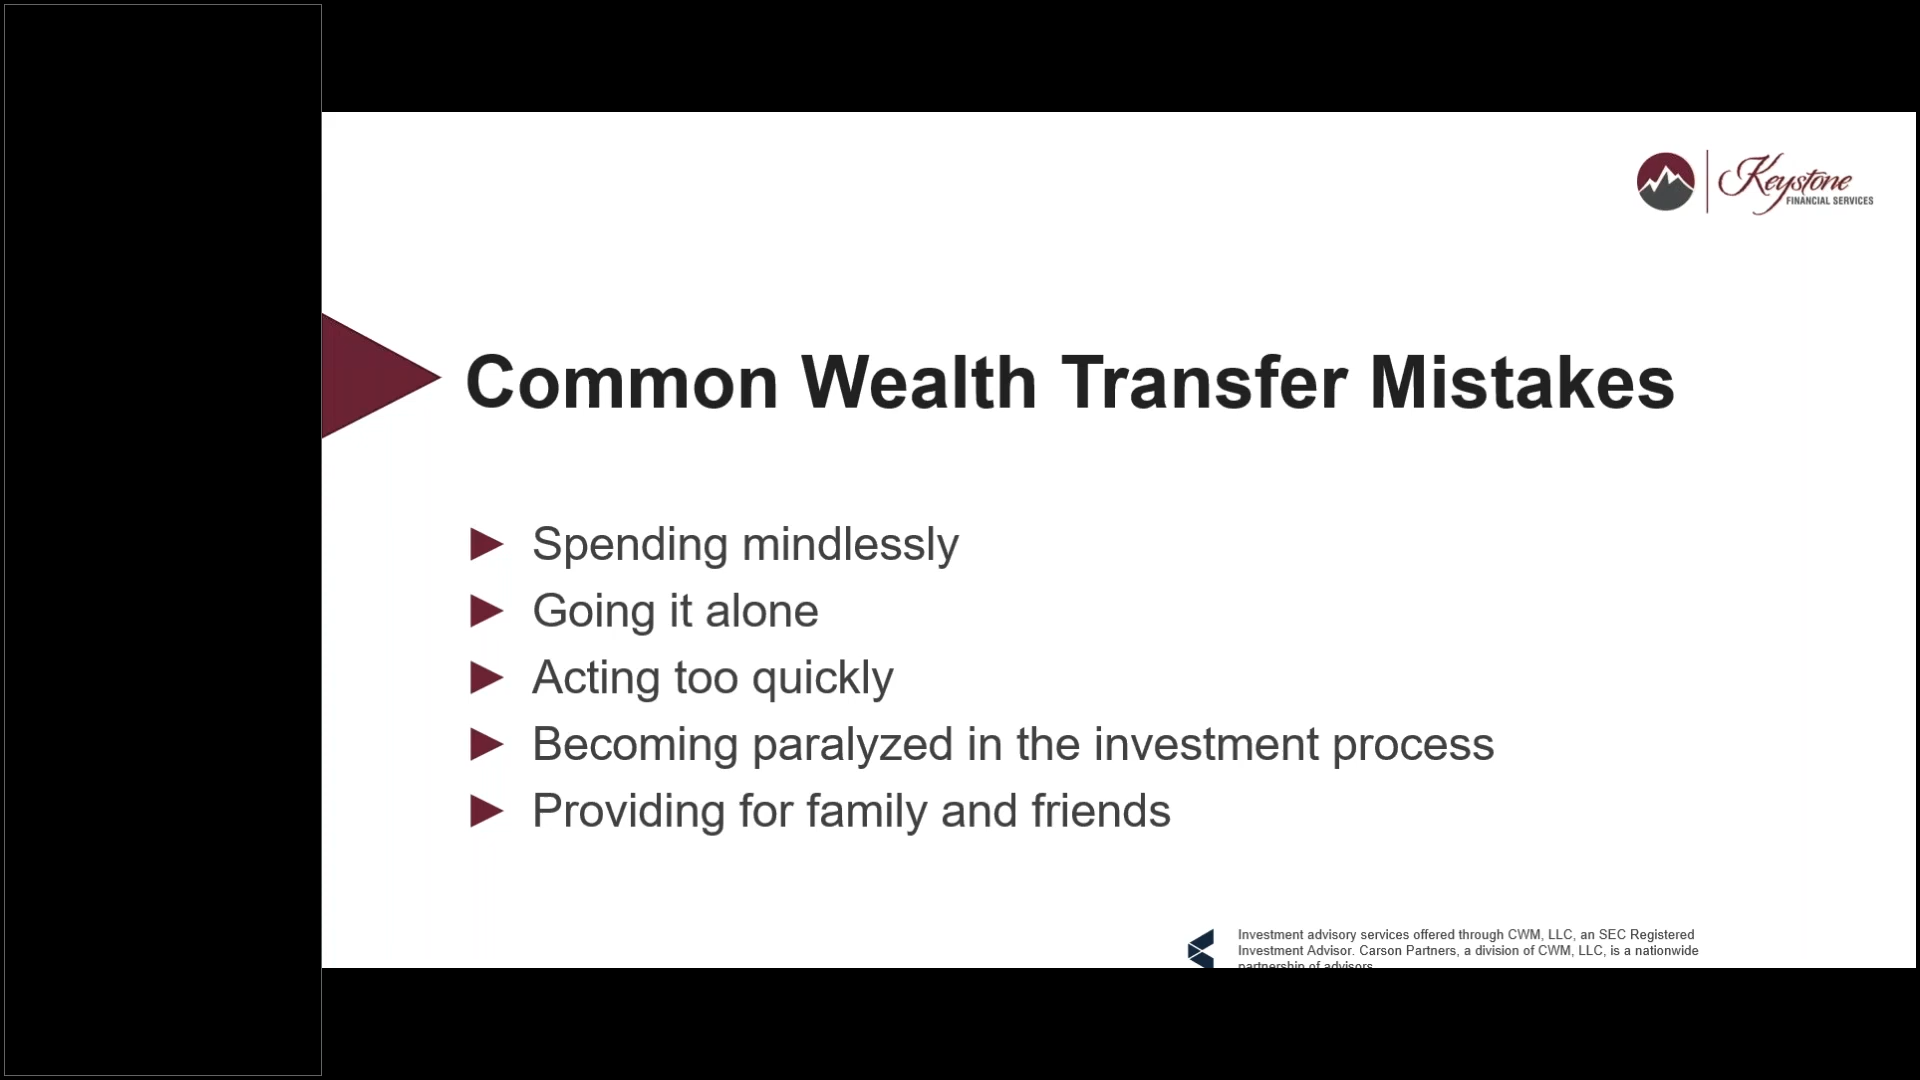 Keystone
FINANCIAL SERVICES
Common Wealth Transfer Mistakes
Spending mindlessly
Going it alone
Acting too quickly
Becoming paralyzed in the investment process
Providing for family and friends
Investment advisory services offered through CWM, LLC, an SEC Registered
Investment Advisor. Carson Partners, a division of CWM, LLC, is a nationwide
partnership of advisors.